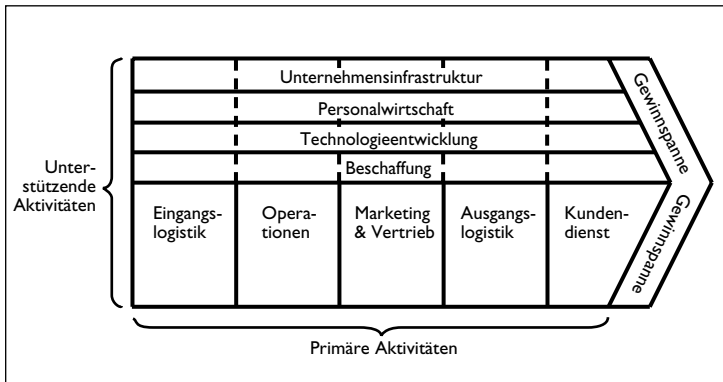 Unternehmensinfrastruktur
Personalwirtschaft
Technologieentwicklung
Beschaffung
Unter-
stützende
Aktivitäten
Eingangs-
logistik
Opera-
tionen
Marketing
& Vertrieb
Ausgangs-
logistik
Kunden-
dienst
Gewinnspanne
Gewinnspanne
Primäre Aktivitäten